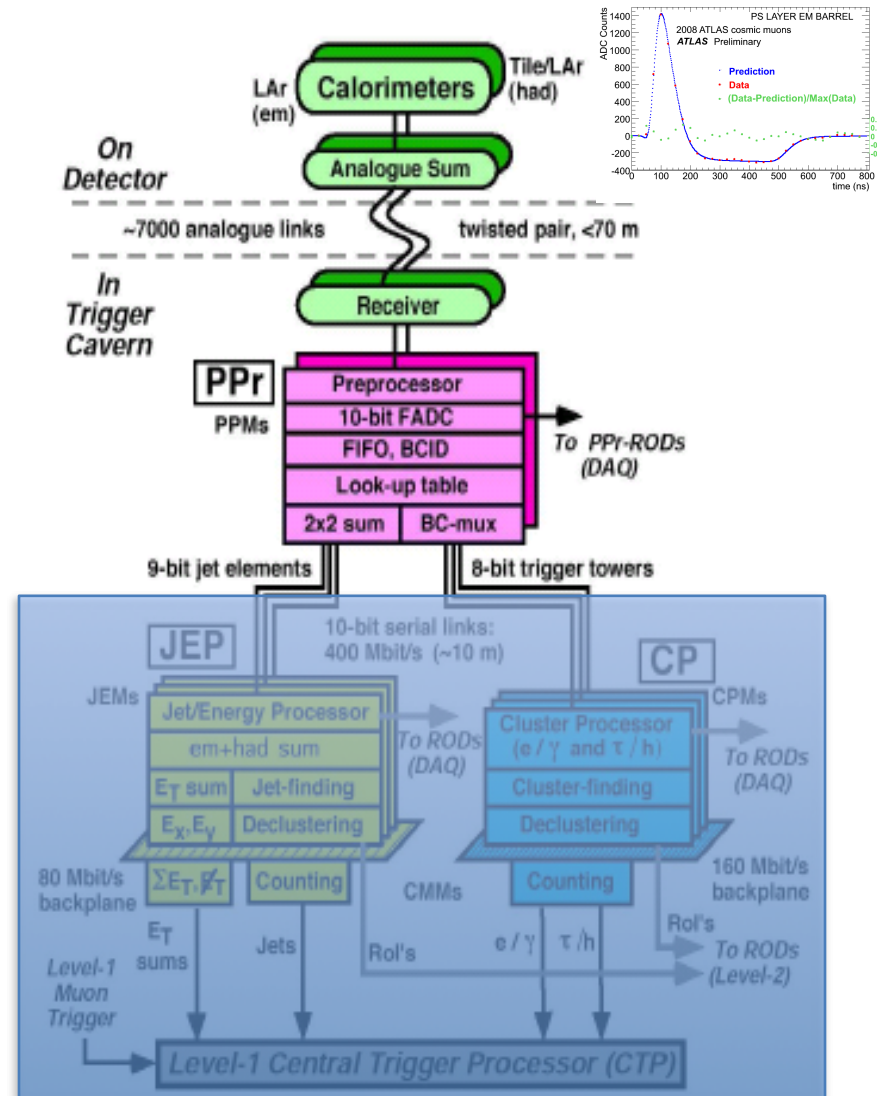 PS LAYER EM BARREL
2008 ATLAS cosmic muons
ATLAS Preliminary
Prediction
Data
(Data-Prediction)/Max(Data)
ADC Counts
1400
1200
1000
800
600
400
200
0
-200
-400
0 100 200 300 400 500 600 700 800
time (ns)
0.
0
-0
-0
LAr
(em)
Calorimeters
Tile/LAr
(had)
On
Detector
Analogue Sum
~7000 analogue links
twisted pair, <70 m
In
Trigger
Cavern
Receiver
PPr
PPMs
Preprocessor
10-bit FADC
FIFO, BCID
Look-up table
2x2 sum
BC-mux
To PPr-RODs
(DAQ)
9-bit jet elements
8-bit trigger towers
10-bit serial links:
400 Mbit/s (~10 m)
JEP
JEMs
Jet/Energy Processor
em+had sum
ET sum
Jet-finding
Ex,Ey
Declustering
To RODs
(DAQ)
CP
CPMs
Cluster Processor
(e/γ and τ/h)
Cluster-finding
Declustering
To RODs
(DAQ)
80 Mbit/s
backplane
ΣET,E̸T
Counting
CMMs
Counting
160 Mbit/s
backplane
ET
sums
Jets
RoI's
e/γ
τ/h
RoI's
To RODs
(Level-2)
Level-1
Muon
Trigger
Level-1 Central Trigger Processor (CTP)